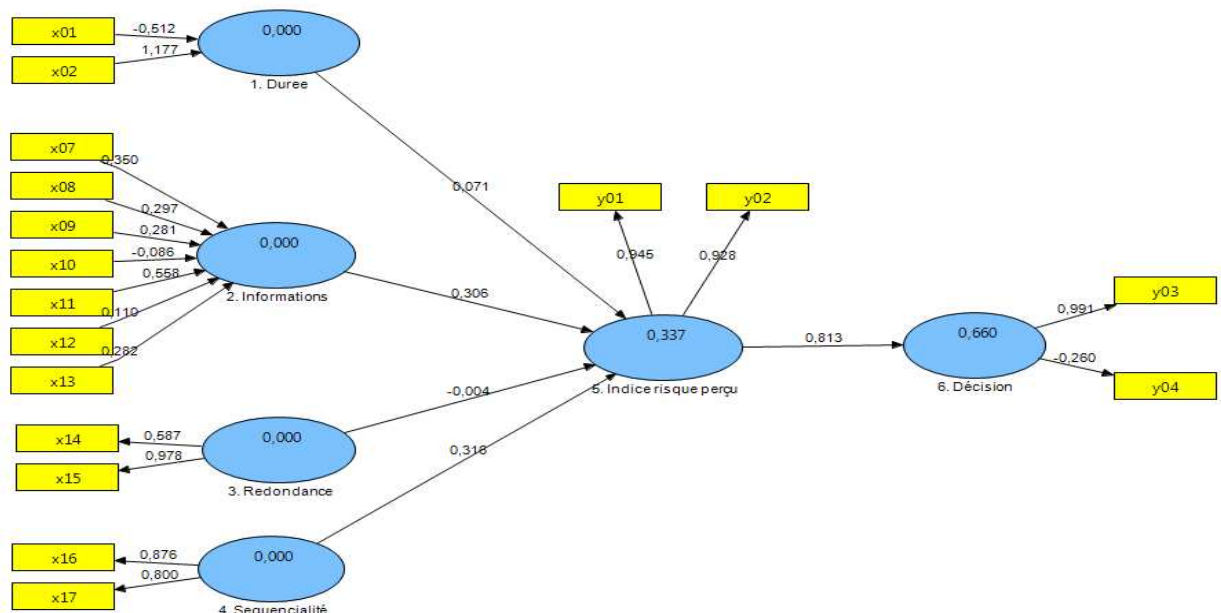 x01
-0,512
x02
1,177
0,000
1. Duree
x07
0,350
x08
0,297
x09
0,281
x10
-0,086
x11
0,558
x12
0,110
x13
0,282
0,000
2. Informations
0,071
0,306
y01
y02
0,945
0,928
0,337
5. Indice risque perçu
0,813
0,660
6. Décision
0,991
y03
-0,260
y04
x14
0,587
x15
0,978
0,000
3. Redondance
-0,004
0,318
x16
0,876
x17
0,800
0,000
4. Sequencialité